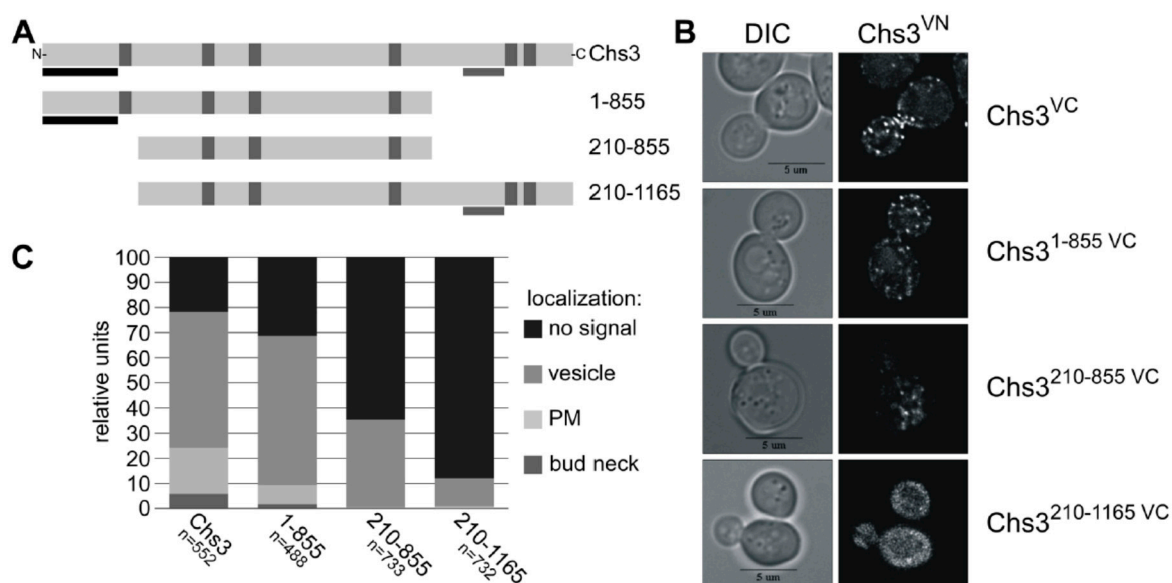 A
N-
-C
Chs3
1-855
210-855
210-1165
B
DIC
Chs3VN
Chs3VC
5 um
Chs31-855 VC
5 um
Chs3210-855 VC
5 um
Chs3210-1165 VC
5 um
C
100
90
80
70
60
50
40
30
20
10
0
relative units
Chs3
n=552
1-855
n=488
210-855
n=733
210-1165
n=732
localization:
no signal
vesicle
PM
bud neck